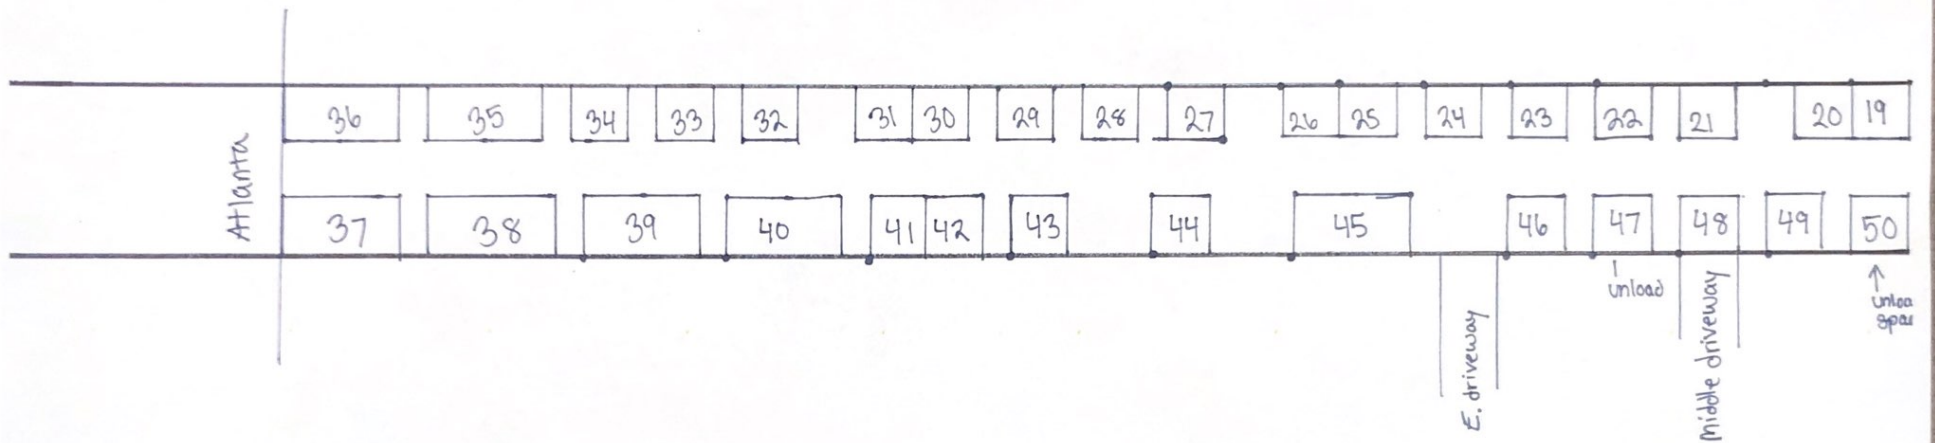 36 35 34 33 32 31 30 29 28 27 26 25 24 23 22 21 20 19
Atlanta
37 38 39 40 41 42 43 44 45 46 47 48 49 50
unload
E. driveway
Middle driveway